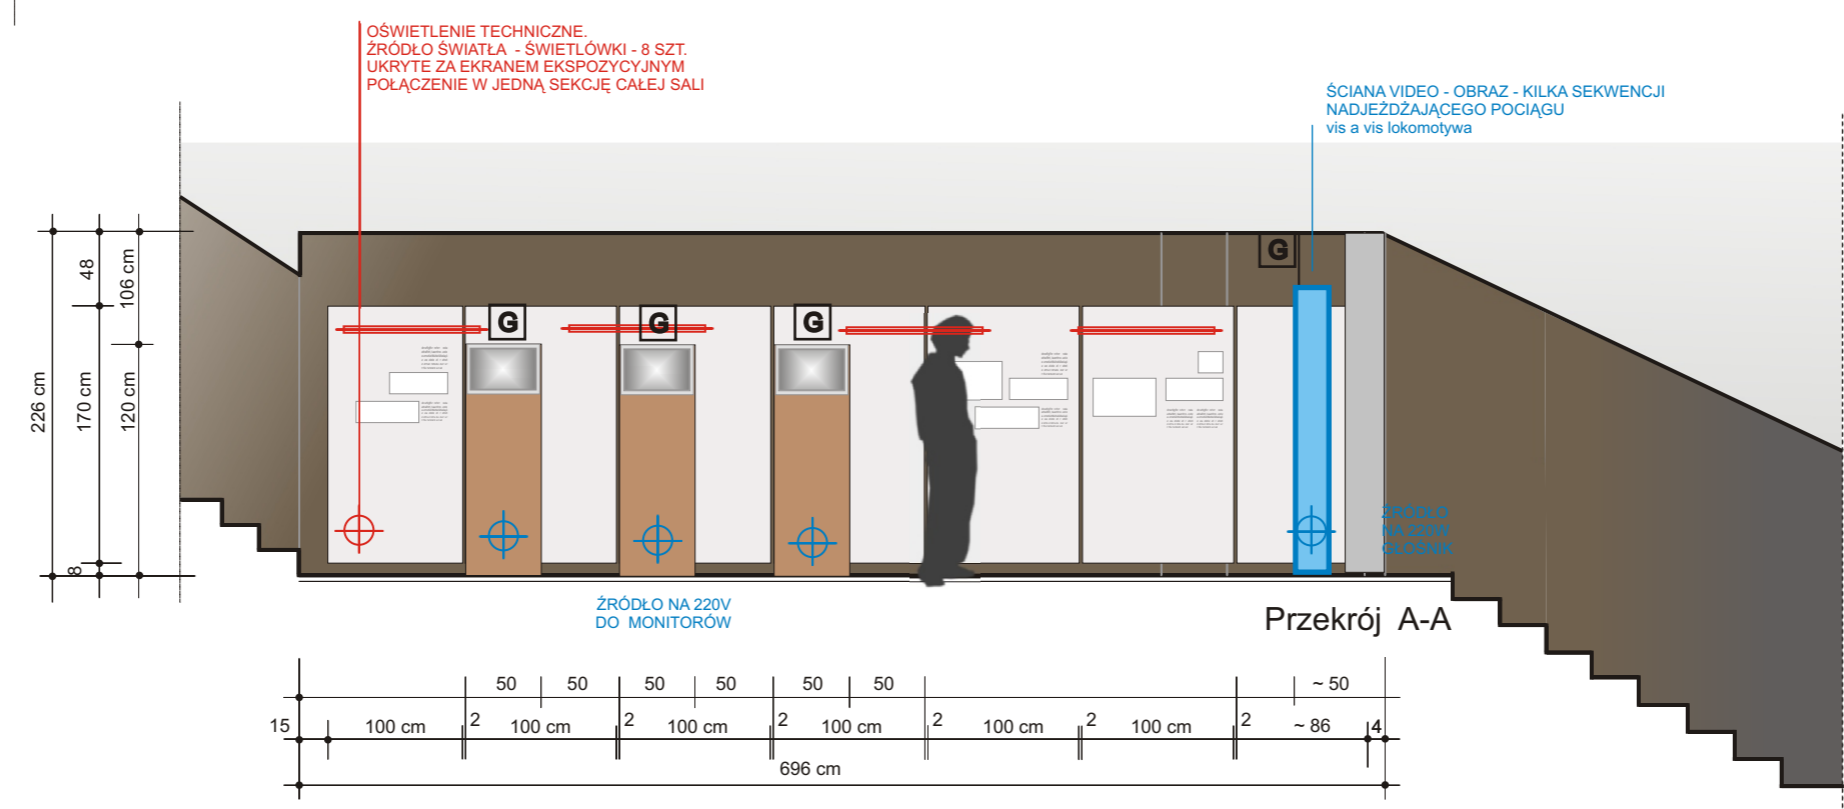 OŚWIETLENIE TECHNICZNE.
ŹRÓDŁO ŚWIATŁA - ŚWIETLÓWKI - 8 SZT.
UKRYTE ZA EKRANEM EKSPOZYCYJNYM
POŁĄCZENIE W JEDNĄ SEKCJĘ CAŁEJ SALI
ŚCIANA VIDEO - OBRAZ - KILKA SEKWENCJI
NADJEŻDŻAJĄCEGO POCIĄGU
vis a vis lokomotywa
G
G
G
G
48
106 cm
226 cm
170 cm
120 cm
8
ŹRÓDŁO
NA 220W
GŁOŚNIK
ŹRÓDŁO NA 220V
DO MONITORÓW
Przekrój A-A
50 50 50 50 50 50 ~ 50
15 100 cm 2 100 cm 2 100 cm 2 100 cm 2 100 cm 2 100 cm 2 ~ 86 4
696 cm